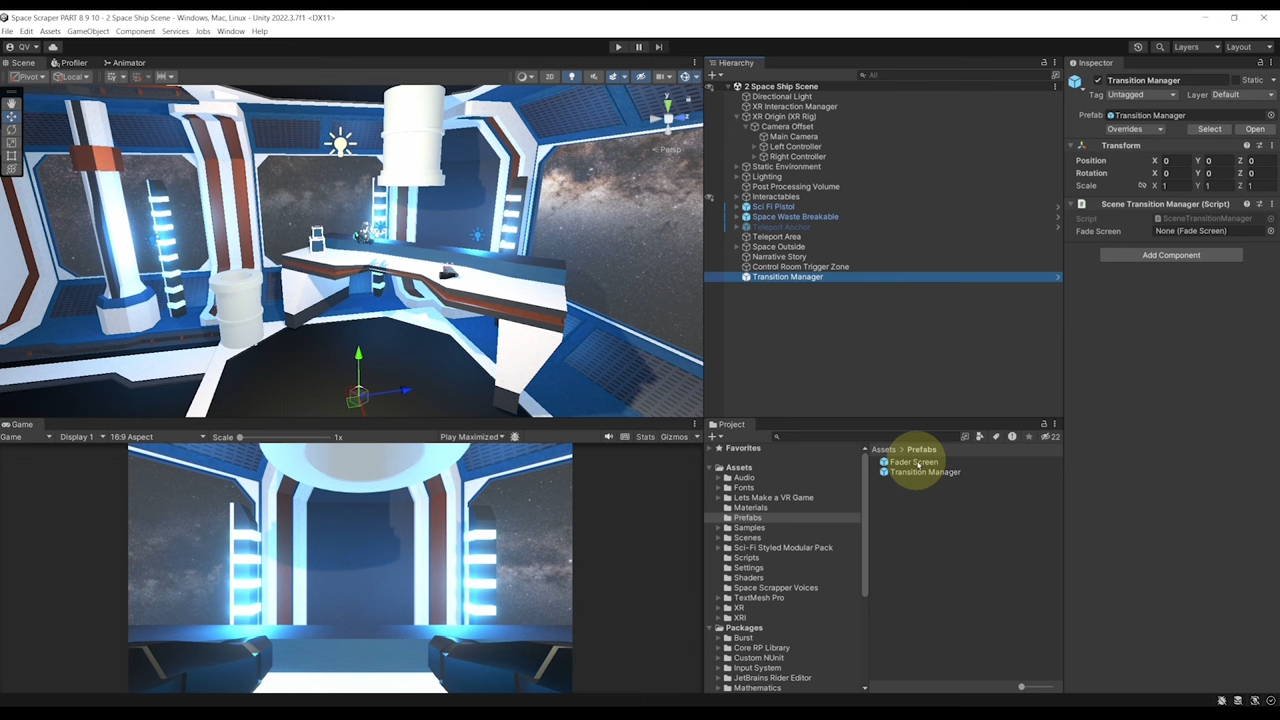 Space Scraper PART 8 9 10 - 2 Space Ship Scene - Windows, Mac, Linux - Unity 2022.3.7f1 <DX11>
File Edit Assets GameObject Component Services Jobs Window Help
QV
Layers Layout
Scene Profiler Animator
Pivot Local
2D
y
z
< Persp
Hierarchy
All
2 Space Ship Scene
Directional Light
XR Interaction Manager
XR Origin (XR Rig)
Camera Offset
Main Camera
Left Controller
Right Controller
Static Environment
Lighting
Post Processing Volume
Interactables
Sci Fi Pistol
Space Waste Breakable
Teleport Anchor
Teleport Area
Space Outside
Narrative Story
Control Room Trigger Zone
Transition Manager
Inspector
Transition Manager Static
Tag Untagged Layer Default
Prefab Transition Manager
Overrides Select Open
Transform
Position X 0 Y 0 Z 0
Rotation X 0 Y 0 Z 0
Scale X 1 Y 1 Z 1
Scene Transition Manager (Script)
Script SceneTransitionManager
Fade Screen None (Fade Screen)
Add Component
Game
Game Display 1 16:9 Aspect Scale 1x Play Maximized Stats Gizmos
Project
22
Favorites
Assets
Audio
Fonts
Lets Make a VR Game
Materials
Prefabs
Samples
Scenes
Sci-Fi Styled Modular Pack
Scripts
Settings
Shaders
Space Scrapper Voices
TextMesh Pro
XR
XRI
Packages
Burst
Core RP Library
Custom NUnit
Input System
JetBrains Rider Editor
Mathematics
Assets > Prefabs
Fader Screen
Transition Manager